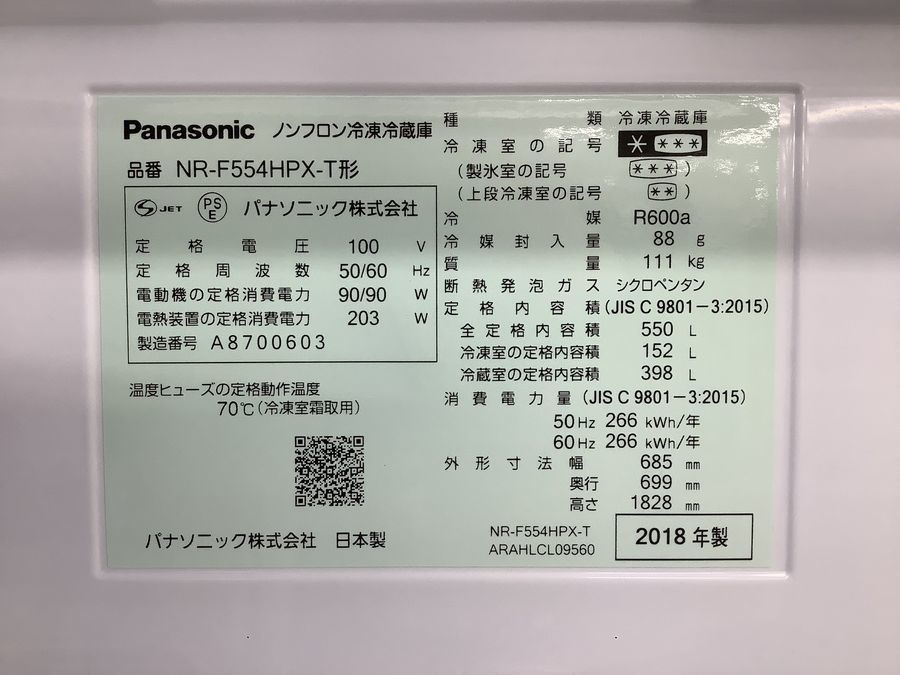 Panasonic ノンフロン冷凍冷蔵庫
品番 NR-F554HPX-T形
JET PSE パナソニック株式会社
定格電圧 100 V
定格周波数 50/60 Hz
電動機の定格消費電力 90/90 W
電熱装置の定格消費電力 203 W
製造番号 A8700603
温度ヒューズの定格動作温度
70℃(冷凍室霜取用)
パナソニック株式会社 日本製
種類 冷凍冷蔵庫
冷凍室の記号 * ***
(製氷室の記号 ***)
(上段冷凍室の記号 **)
冷媒 R600a
冷媒封入量 88 g
質量 111 kg
断熱発泡ガス シクロペンタン
定格内容積 (JIS C 9801-3:2015)
全定格内容積 550 L
冷凍室の定格内容積 152 L
冷蔵室の定格内容積 398 L
消費電力量 (JIS C 9801-3:2015)
50Hz 266 kWh/年
60Hz 266 kWh/年
外形寸法幅 685 mm
奥行 699 mm
高さ 1828 mm
NR-F554HPX-T
ARAHLCL09560
2018 年製